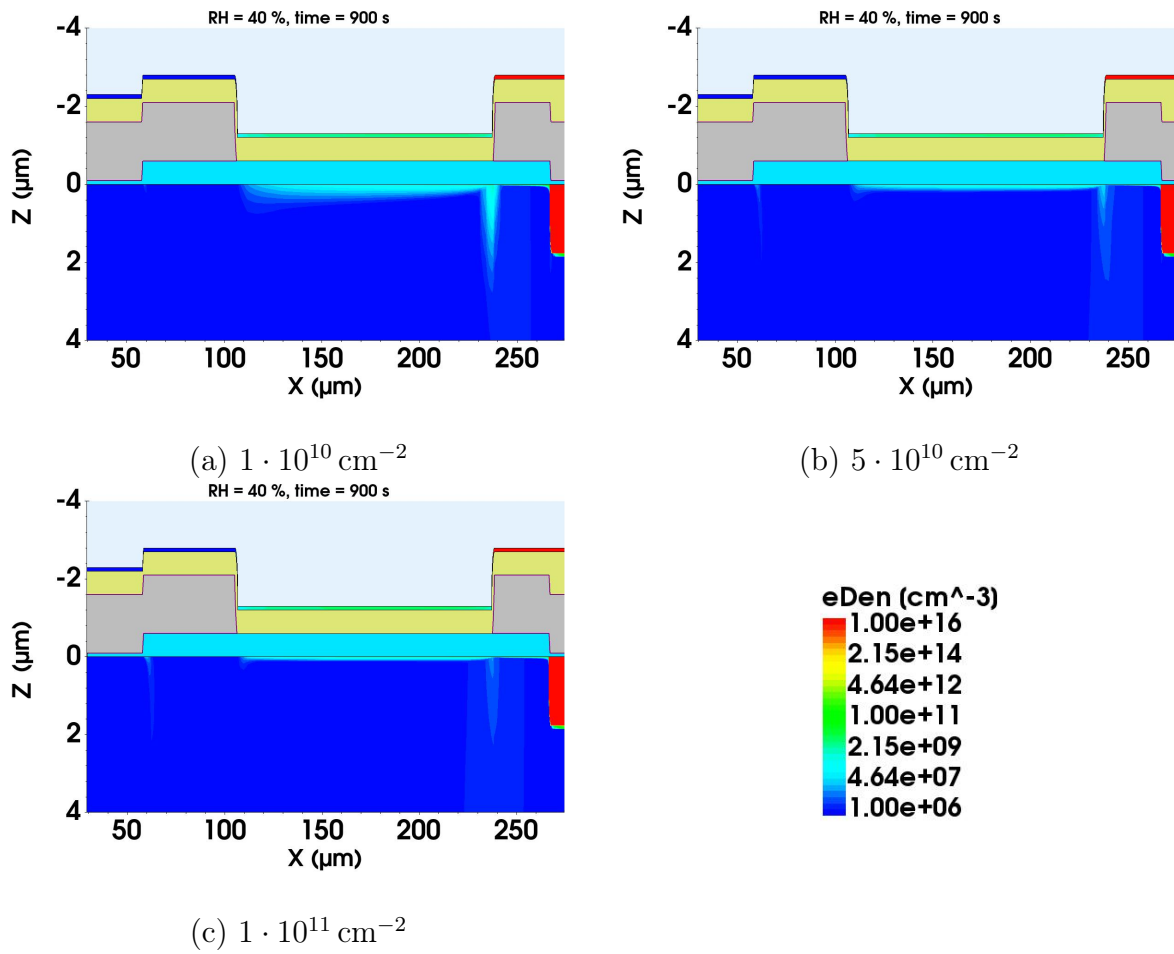 RH = 40 %, time = 900 s
-4
-2
0
2
4
Z (µm)
50 100 150 200 250
X (µm)
(a) 1 · 10^10 cm^−2
RH = 40 %, time = 900 s
-4
-2
0
2
4
Z (µm)
50 100 150 200 250
X (µm)
(b) 5 · 10^10 cm^−2
RH = 40 %, time = 900 s
-4
-2
0
2
4
Z (µm)
50 100 150 200 250
X (µm)
(c) 1 · 10^11 cm^−2
eDen (cm^-3)
1.00e+16
2.15e+14
4.64e+12
1.00e+11
2.15e+09
4.64e+07
1.00e+06